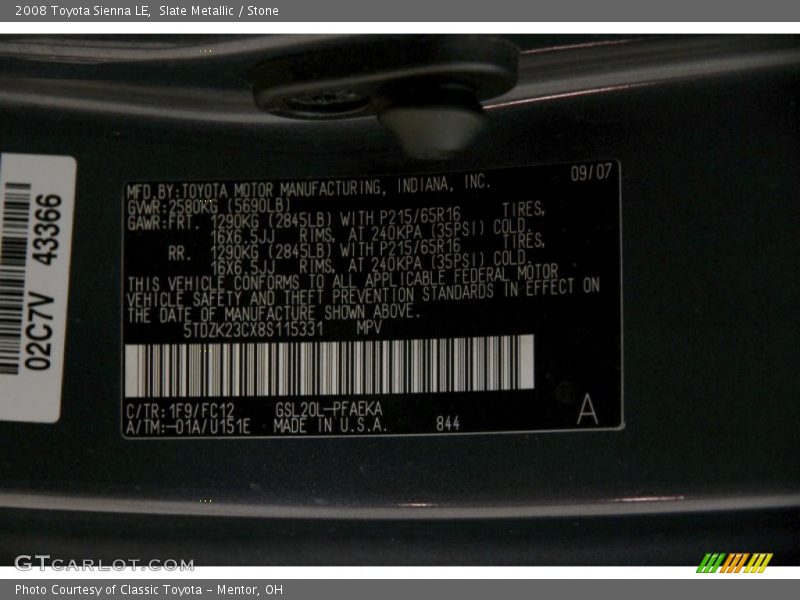 2008 Toyota Sienna LE, Slate Metallic / Stone
02C7V 43366
MFD.BY:TOYOTA MOTOR MANUFACTURING, INDIANA, INC. 09/07
GVWR:2580KG (5690LB)
GAWR:FRT. 1290KG (2845LB) WITH P215/65R16 TIRES,
16X6.5JJ RIMS, AT 240KPA (35PSI) COLD.
RR. 1290KG (2845LB) WITH P215/65R16 TIRES,
16X6.5JJ RIMS, AT 240KPA (35PSI) COLD.
THIS VEHICLE CONFORMS TO ALL APPLICABLE FEDERAL MOTOR
VEHICLE SAFETY AND THEFT PREVENTION STANDARDS IN EFFECT ON
THE DATE OF MANUFACTURE SHOWN ABOVE.
5TDZK23CX8S115331 MPV
C/TR:1F9/FC12 GSL20L-PFAEKA
A/TM:-01A/U151E MADE IN U.S.A. 844 A
GTCARLOT.COM
Photo Courtesy of Classic Toyota - Mentor, OH